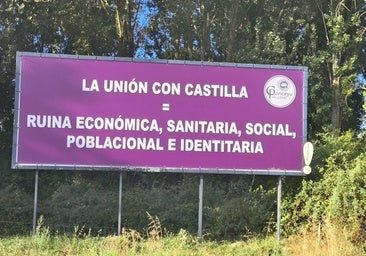 LA UNIÓN CON CASTILLA
=
RUINA ECONÓMICA, SANITARIA, SOCIAL,
POBLACIONAL E IDENTITARIA